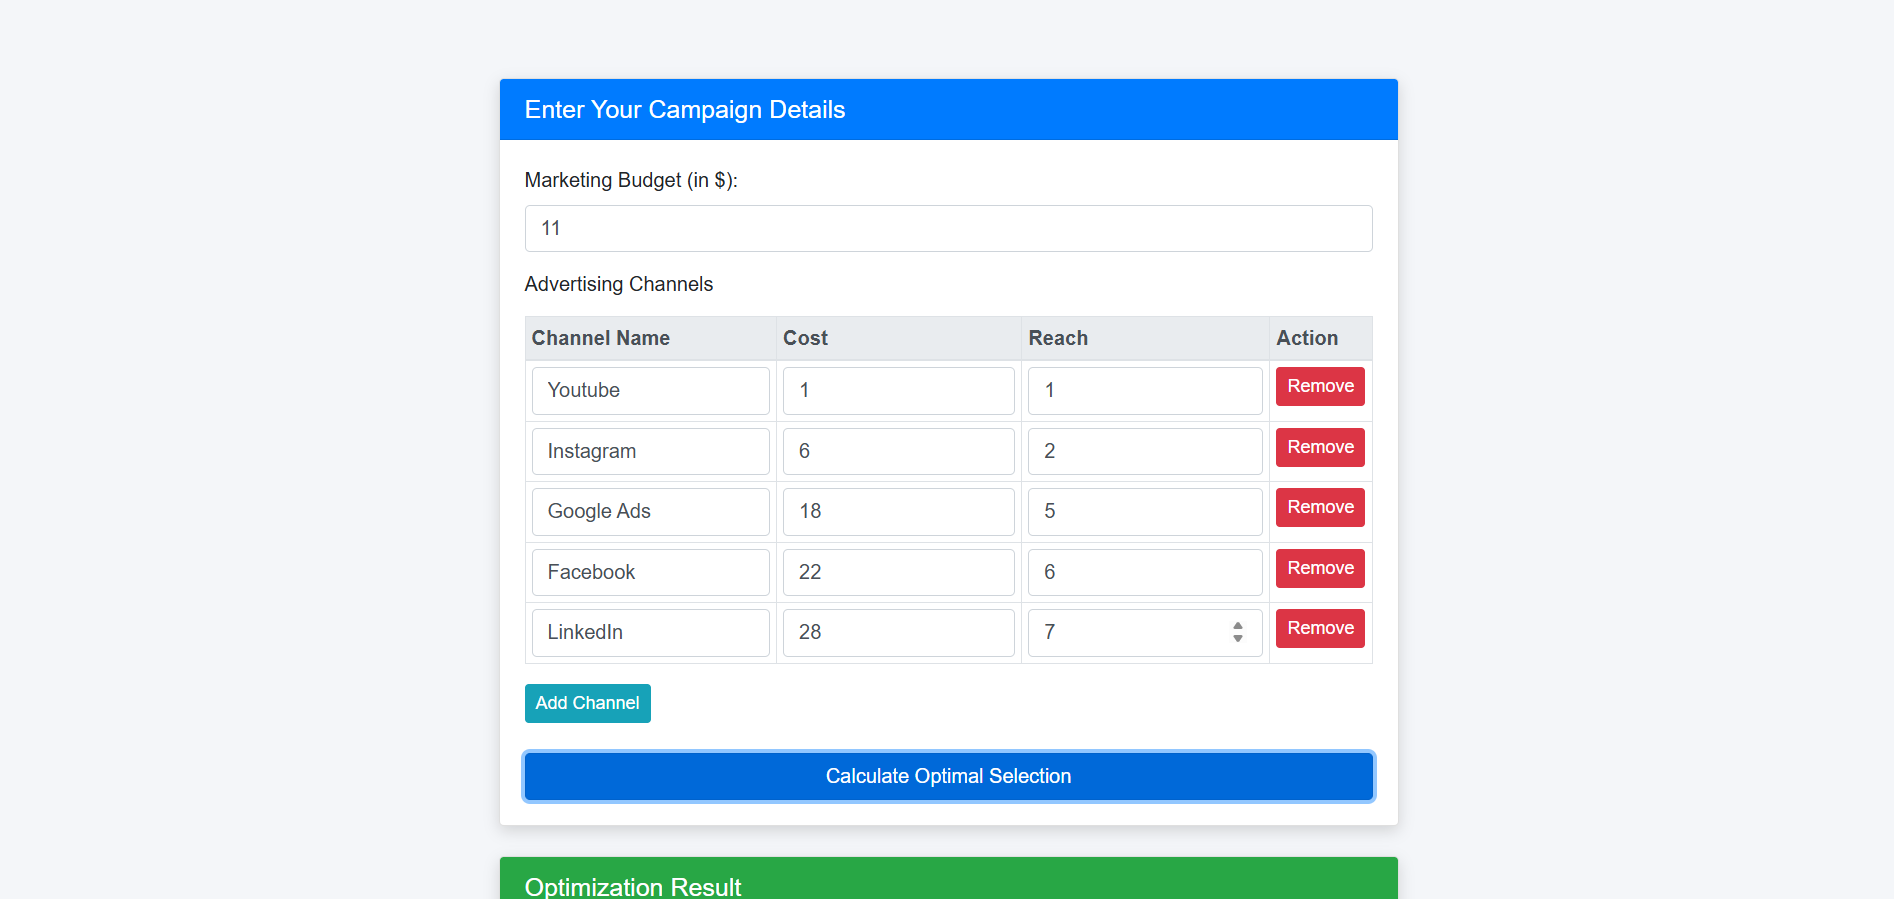 Enter Your Campaign Details
Marketing Budget (in $):
11
Advertising Channels
Channel Name Cost Reach Action
Youtube 1 1 Remove
Instagram 6 2 Remove
Google Ads 18 5 Remove
Facebook 22 6 Remove
LinkedIn 28 7 Remove
Add Channel
Calculate Optimal Selection
Optimization Result